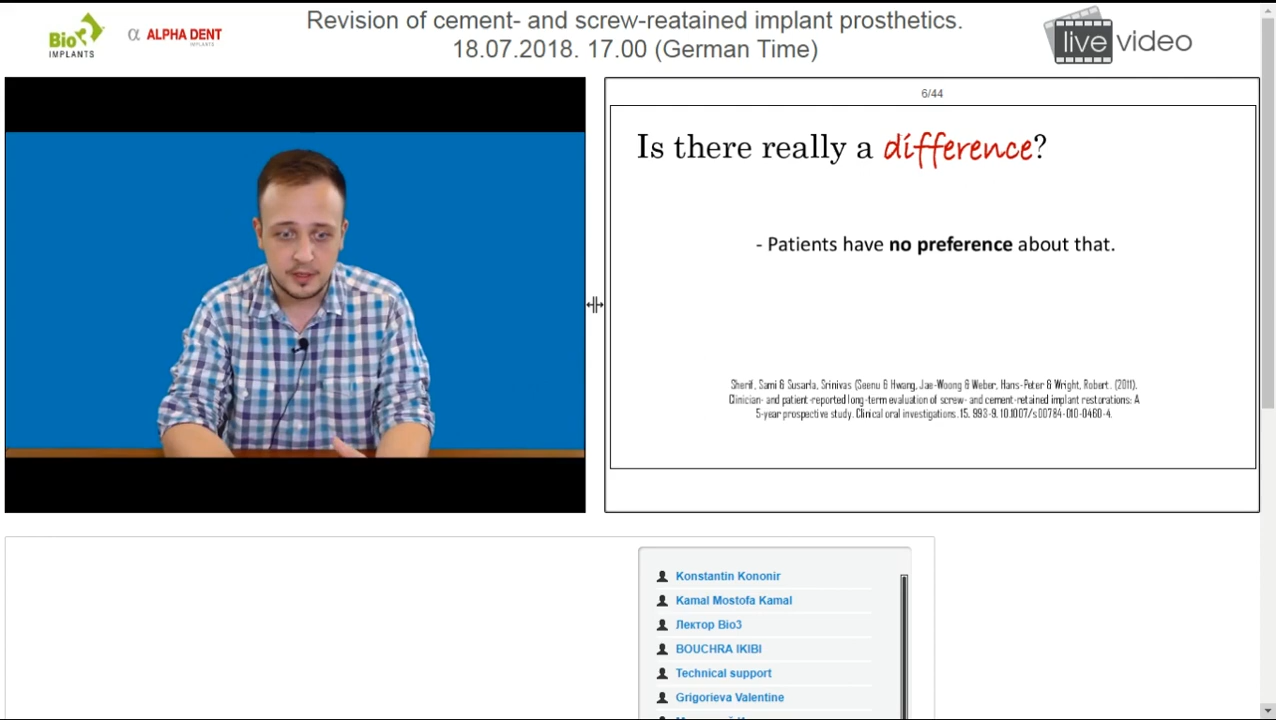 Bio3
IMPLANTS
α ALPHA DENT
IMPLANTS
Revision of cement- and screw-reatained implant prosthetics.
18.07.2018. 17.00 (German Time)
live video
6/44
Is there really a difference?
- Patients have no preference about that.
Sherif, Sami & Susarla, Srinivas (Seenu & Hwang, Jae-Woong & Weber, Hans-Peter & Wright, Robert. (2011).
Clinician- and patient-reported long-term evaluation of screw- and cement-retained implant restorations: A
5-year prospective study. Clinical oral investigations. 15. 993-9. 10.1007/s00784-010-0460-4.
Konstantin Kononir
Kamal Mostofa Kamal
Лектор Bio3
BOUCHRA IKIBI
Technical support
Grigorieva Valentine